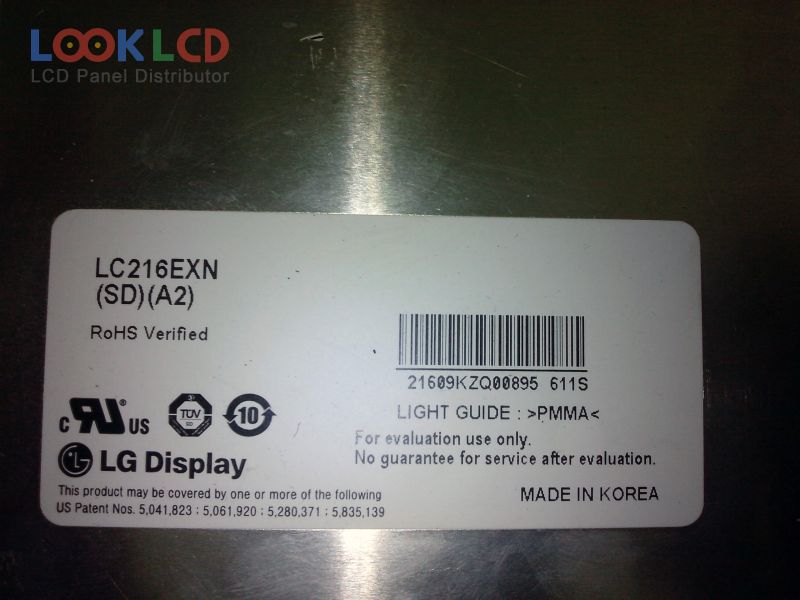 LOOK LCD
LCD Panel Distributor
LC216EXN
(SD)(A2)
RoHS Verified
21609KZQ00895 611S
LIGHT GUIDE : >PMMA<
c RU ® US
TÜV
10
For evaluation use only.
No guarantee for service after evaluation.
LG Display
This product may be covered by one or more of the following
US Patent Nos. 5,041,823 : 5,061,920 : 5,280,371 : 5,835,139
MADE IN KOREA